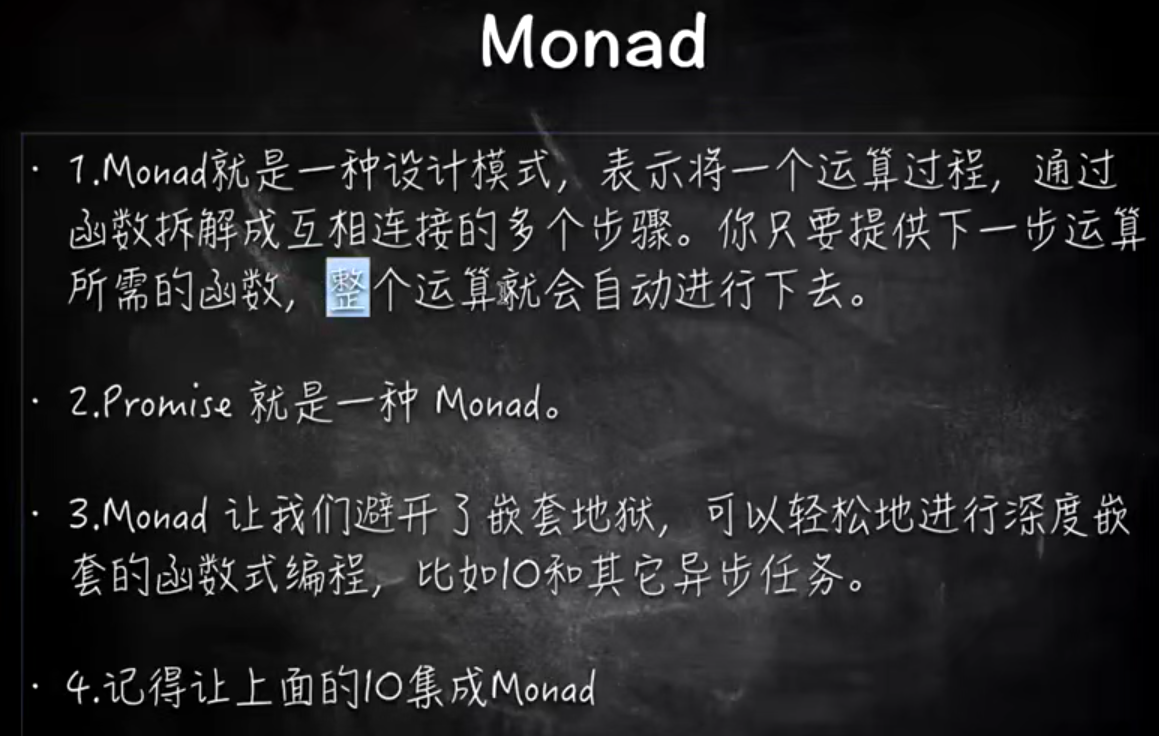 Monad
· 1.Monad就是一种设计模式，表示将一个运算过程，通过
函数拆解成互相连接的多个步骤。你只要提供下一步运算
所需的函数，整个运算就会自动进行下去。
· 2.Promise 就是一种 Monad。
· 3.Monad 让我们避开了嵌套地狱，可以轻松地进行深度嵌
套的函数式编程，比如IO和其它异步任务。
· 4.记得让上面的IO集成Monad